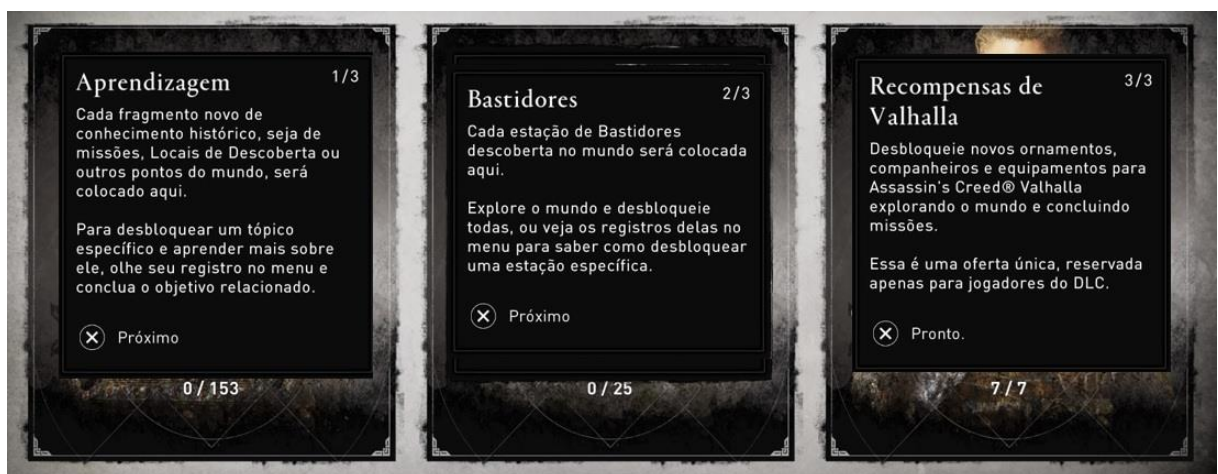 Aprendizagem
1/3
Cada fragmento novo de
conhecimento histórico, seja de
missões, Locais de Descoberta ou
outros pontos do mundo, será
colocado aqui.
Para desbloquear um tópico
específico e aprender mais sobre
ele, olhe seu registro no menu e
conclua o objetivo relacionado.
Próximo
0 / 153
Bastidores
2/3
Cada estação de Bastidores
descoberta no mundo será colocada
aqui.
Explore o mundo e desbloqueie
todas, ou veja os registros delas no
menu para saber como desbloquear
uma estação específica.
Próximo
0 / 25
Recompensas de
Valhalla
3/3
Desbloqueie novos ornamentos,
companheiros e equipamentos para
Assassin's Creed® Valhalla
explorando o mundo e concluindo
missões.
Essa é uma oferta única, reservada
apenas para jogadores do DLC.
Pronto.
7 / 7